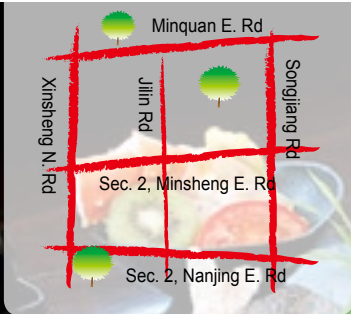 Minquan E. Rd
Xinsheng N. Rd
Jilin Rd
Songjiang Rd
Sec. 2, Minsheng E. Rd
Sec. 2, Nanjing E. Rd